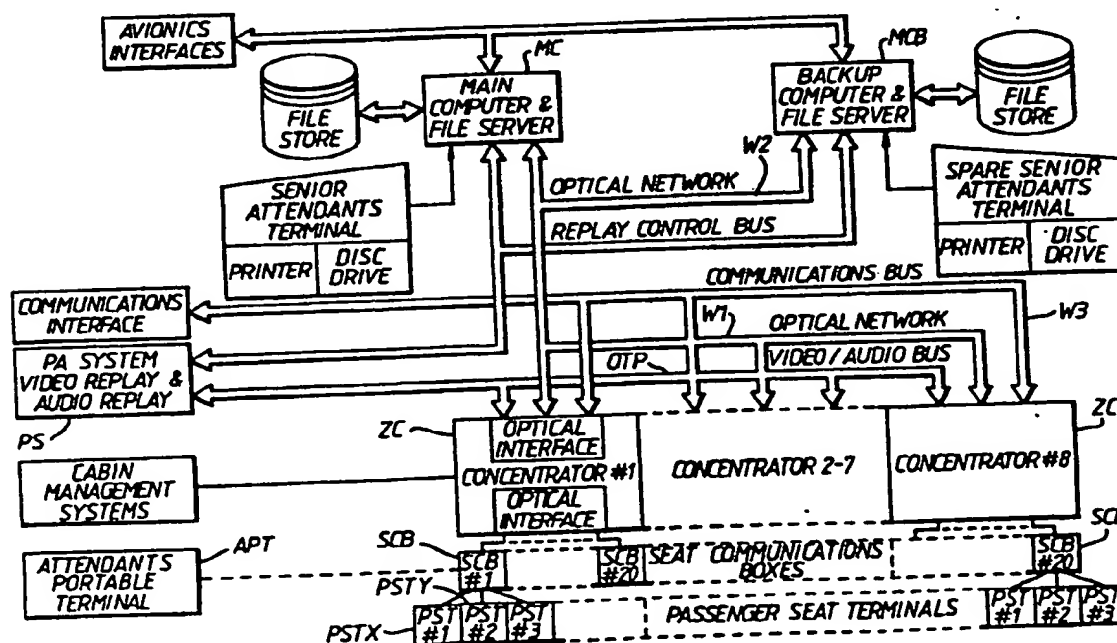 AVIONICS
INTERFACES
MC
MCB
FILE
STORE
MAIN
COMPUTER &
FILE SERVER
BACKUP
COMPUTER &
FILE SERVER
FILE
STORE
W2
SENIOR
ATTENDANTS
TERMINAL
PRINTER
DISC
DRIVE
OPTICAL NETWORK
REPLAY CONTROL BUS
SPARE SENIOR
ATTENDANTS
TERMINAL
PRINTER
DISC
DRIVE
COMMUNICATIONS BUS
COMMUNICATIONS
INTERFACE
W1
OPTICAL NETWORK
W3
PA SYSTEM
VIDEO REPLAY &
AUDIO REPLAY
OTP
VIDEO/AUDIO BUS
PS
ZC
OPTICAL
INTERFACE
CONCENTRATOR #1
OPTICAL
INTERFACE
CONCENTRATOR 2-7
CONCENTRATOR #8
ZC
CABIN
MANAGEMENT
SYSTEMS
APT
ATTENDANTS
PORTABLE
TERMINAL
SCB
SCB
#1
SCB
#20
SEAT COMMUNICATIONS
BOXES
SCB
#20
PSTY
PSTX
PST
#1
PST
#2
PST
#3
PASSENGER SEAT TERMINALS
PST
#1
PST
#2
PST
#3